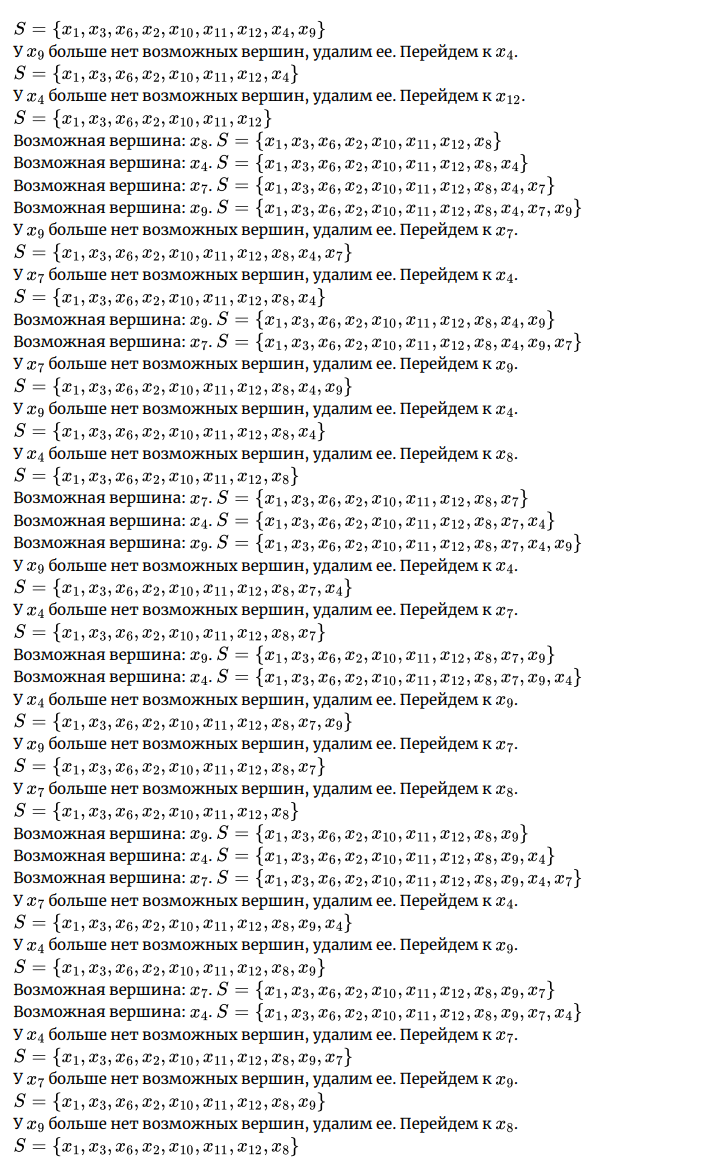 S = {x₁, x₃, x₆, x₂, x₁₀, x₁₁, x₁₂, x₄, x₉}
У x₉ больше нет возможных вершин, удалим ее. Перейдем к x₄.
S = {x₁, x₃, x₆, x₂, x₁₀, x₁₁, x₁₂, x₄}
У x₄ больше нет возможных вершин, удалим ее. Перейдем к x₁₂.
S = {x₁, x₃, x₆, x₂, x₁₀, x₁₁, x₁₂}
Возможная вершина: x₈. S = {x₁, x₃, x₆, x₂, x₁₀, x₁₁, x₁₂, x₈}
Возможная вершина: x₄. S = {x₁, x₃, x₆, x₂, x₁₀, x₁₁, x₁₂, x₈, x₄}
Возможная вершина: x₇. S = {x₁, x₃, x₆, x₂, x₁₀, x₁₁, x₁₂, x₈, x₄, x₇}
Возможная вершина: x₉. S = {x₁, x₃, x₆, x₂, x₁₀, x₁₁, x₁₂, x₈, x₄, x₇, x₉}
У x₉ больше нет возможных вершин, удалим ее. Перейдем к x₇.
S = {x₁, x₃, x₆, x₂, x₁₀, x₁₁, x₁₂, x₈, x₄, x₇}
У x₇ больше нет возможных вершин, удалим ее. Перейдем к x₄.
S = {x₁, x₃, x₆, x₂, x₁₀, x₁₁, x₁₂, x₈, x₄}
Возможная вершина: x₉. S = {x₁, x₃, x₆, x₂, x₁₀, x₁₁, x₁₂, x₈, x₄, x₉}
Возможная вершина: x₇. S = {x₁, x₃, x₆, x₂, x₁₀, x₁₁, x₁₂, x₈, x₄, x₉, x₇}
У x₇ больше нет возможных вершин, удалим ее. Перейдем к x₉.
S = {x₁, x₃, x₆, x₂, x₁₀, x₁₁, x₁₂, x₈, x₄, x₉}
У x₉ больше нет возможных вершин, удалим ее. Перейдем к x₄.
S = {x₁, x₃, x₆, x₂, x₁₀, x₁₁, x₁₂, x₈, x₄}
У x₄ больше нет возможных вершин, удалим ее. Перейдем к x₈.
S = {x₁, x₃, x₆, x₂, x₁₀, x₁₁, x₁₂, x₈}
Возможная вершина: x₇. S = {x₁, x₃, x₆, x₂, x₁₀, x₁₁, x₁₂, x₈, x₇}
Возможная вершина: x₄. S = {x₁, x₃, x₆, x₂, x₁₀, x₁₁, x₁₂, x₈, x₇, x₄}
Возможная вершина: x₉. S = {x₁, x₃, x₆, x₂, x₁₀, x₁₁, x₁₂, x₈, x₇, x₄, x₉}
У x₉ больше нет возможных вершин, удалим ее. Перейдем к x₄.
S = {x₁, x₃, x₆, x₂, x₁₀, x₁₁, x₁₂, x₈, x₇, x₄}
У x₄ больше нет возможных вершин, удалим ее. Перейдем к x₇.
S = {x₁, x₃, x₆, x₂, x₁₀, x₁₁, x₁₂, x₈, x₇}
Возможная вершина: x₉. S = {x₁, x₃, x₆, x₂, x₁₀, x₁₁, x₁₂, x₈, x₇, x₉}
Возможная вершина: x₄. S = {x₁, x₃, x₆, x₂, x₁₀, x₁₁, x₁₂, x₈, x₇, x₉, x₄}
У x₄ больше нет возможных вершин, удалим ее. Перейдем к x₉.
S = {x₁, x₃, x₆, x₂, x₁₀, x₁₁, x₁₂, x₈, x₇, x₉}
У x₉ больше нет возможных вершин, удалим ее. Перейдем к x₇.
S = {x₁, x₃, x₆, x₂, x₁₀, x₁₁, x₁₂, x₈, x₇}
У x₇ больше нет возможных вершин, удалим ее. Перейдем к x₈.
S = {x₁, x₃, x₆, x₂, x₁₀, x₁₁, x₁₂, x₈}
Возможная вершина: x₉. S = {x₁, x₃, x₆, x₂, x₁₀, x₁₁, x₁₂, x₈, x₉}
Возможная вершина: x₄. S = {x₁, x₃, x₆, x₂, x₁₀, x₁₁, x₁₂, x₈, x₉, x₄}
Возможная вершина: x₇. S = {x₁, x₃, x₆, x₂, x₁₀, x₁₁, x₁₂, x₈, x₉, x₄, x₇}
У x₇ больше нет возможных вершин, удалим ее. Перейдем к x₄.
S = {x₁, x₃, x₆, x₂, x₁₀, x₁₁, x₁₂, x₈, x₉, x₄}
У x₄ больше нет возможных вершин, удалим ее. Перейдем к x₉.
S = {x₁, x₃, x₆, x₂, x₁₀, x₁₁, x₁₂, x₈, x₉}
Возможная вершина: x₇. S = {x₁, x₃, x₆, x₂, x₁₀, x₁₁, x₁₂, x₈, x₉, x₇}
Возможная вершина: x₄. S = {x₁, x₃, x₆, x₂, x₁₀, x₁₁, x₁₂, x₈, x₉, x₇, x₄}
У x₄ больше нет возможных вершин, удалим ее. Перейдем к x₇.
S = {x₁, x₃, x₆, x₂, x₁₀, x₁₁, x₁₂, x₈, x₉, x₇}
У x₇ больше нет возможных вершин, удалим ее. Перейдем к x₉.
S = {x₁, x₃, x₆, x₂, x₁₀, x₁₁, x₁₂, x₈, x₉}
У x₉ больше нет возможных вершин, удалим ее. Перейдем к x₈.
S = {x₁, x₃, x₆, x₂, x₁₀, x₁₁, x₁₂, x₈}